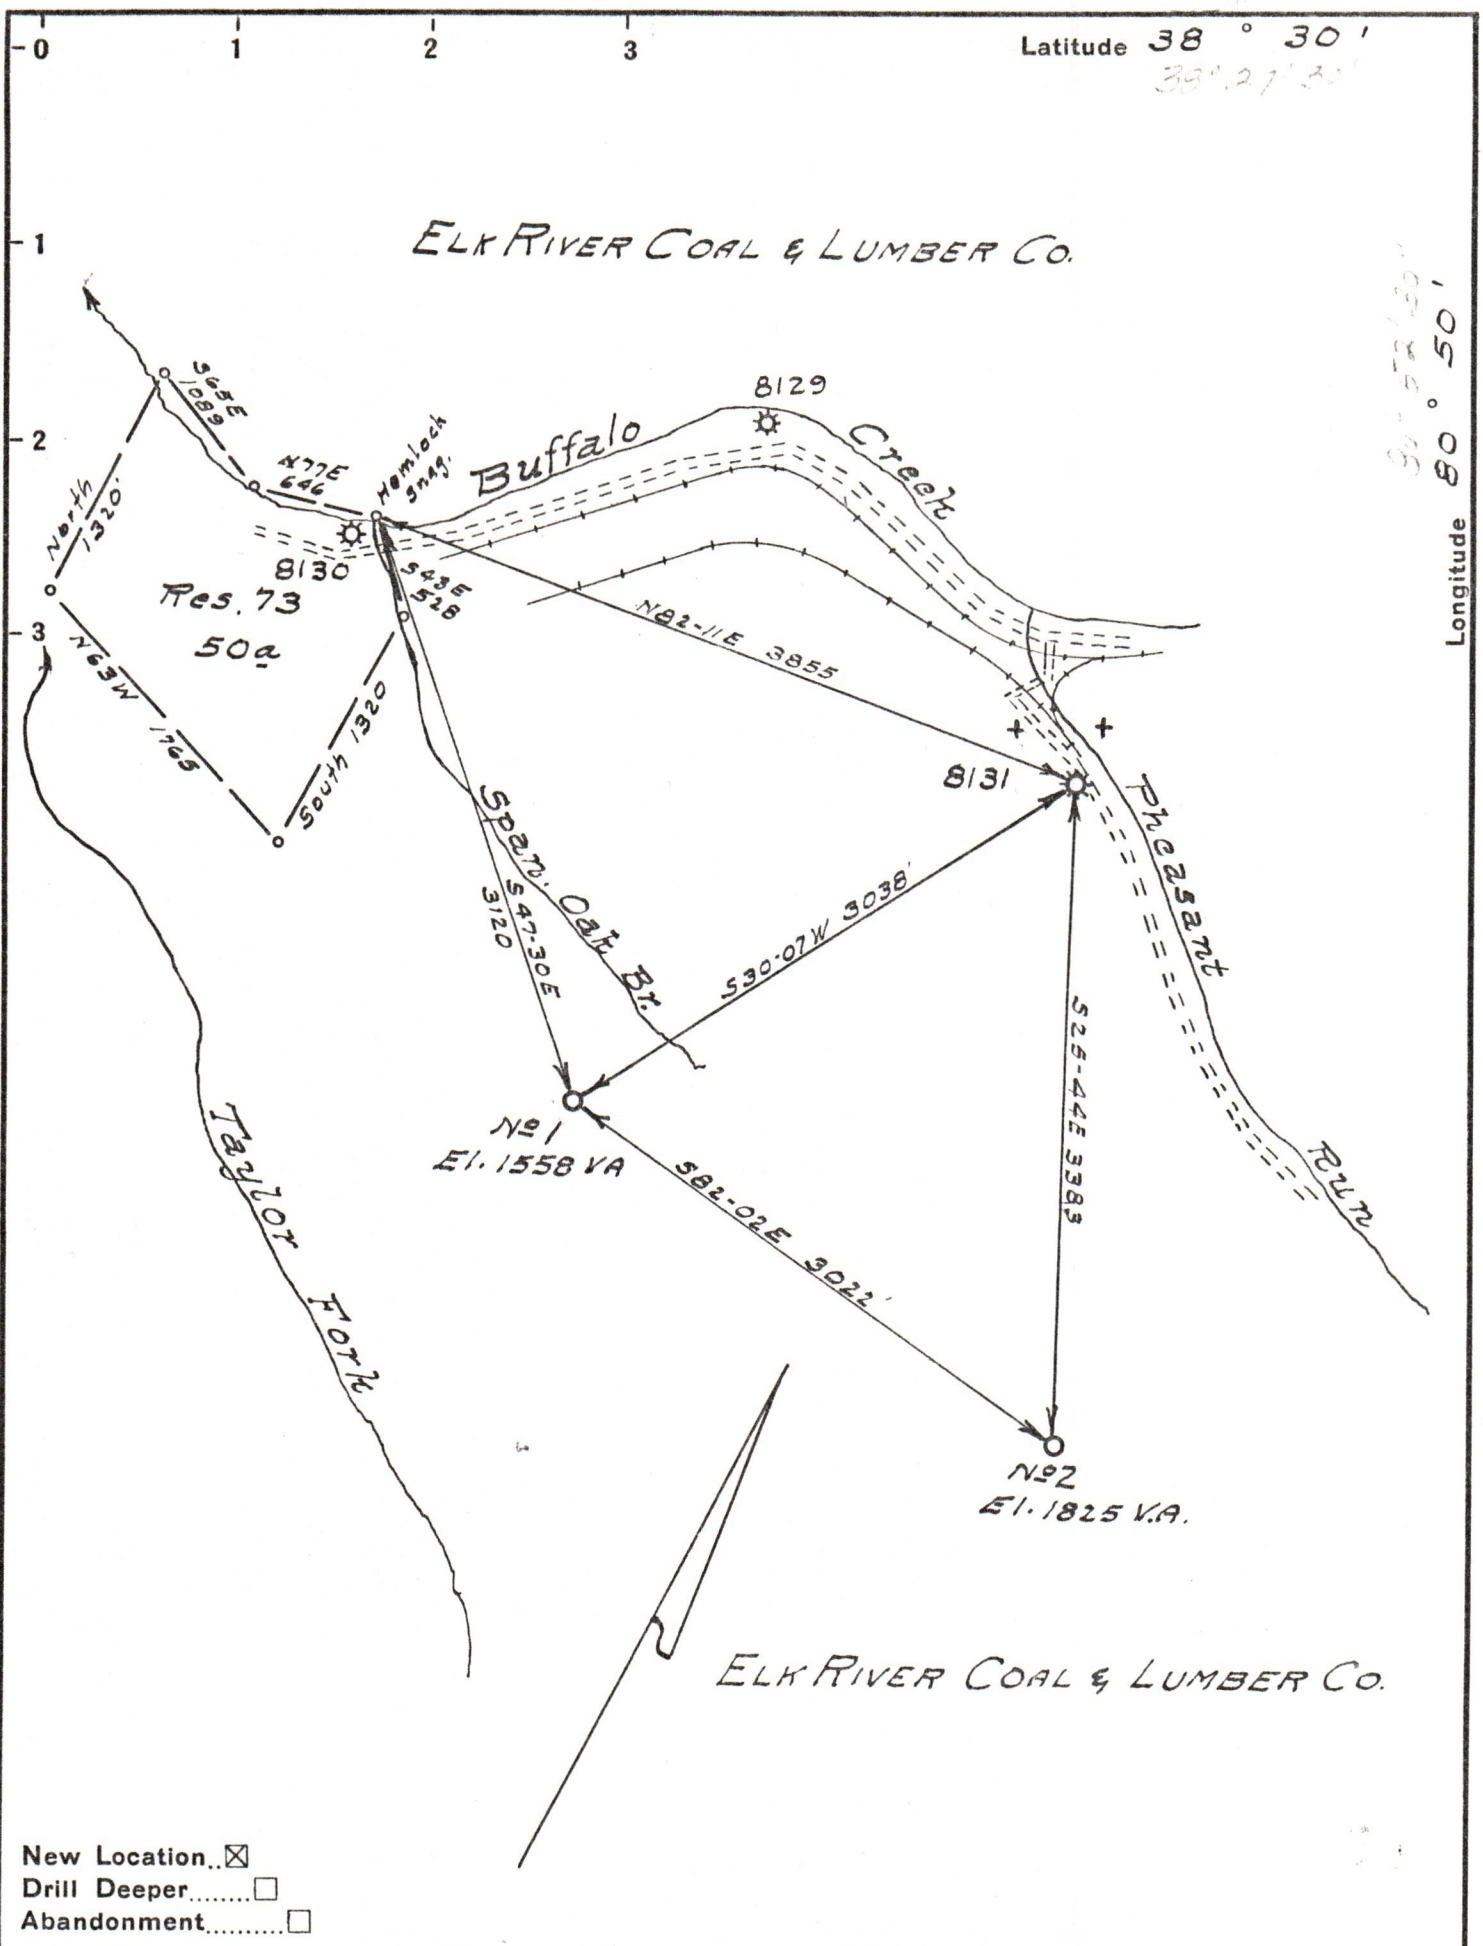 0 1 2 3 Latitude 38 ° 30'
38° 27' 30"
1
ELK RIVER COAL & LUMBER CO.
Longitude 80 ° 50'
S65E
1089
8129
2
N77E
646
Hemlock
snag.
Buffalo Creek
North
1320'
8130
S43E
528
Res. 73
50a
3
N82-11E 3855
N63W 1765
South 1320
8131
Pheasant Run
Span. Oak Br.
S47-30E
3120
S30-07W 3038'
S28-44E 3383
No 1
El. 1558 VA
S82-02E 3022'
Taylor Fork
No 2
El. 1825 V.A.
ELK RIVER COAL & LUMBER CO.
New Location..☒
Drill Deeper........☐
Abandonment..........☐